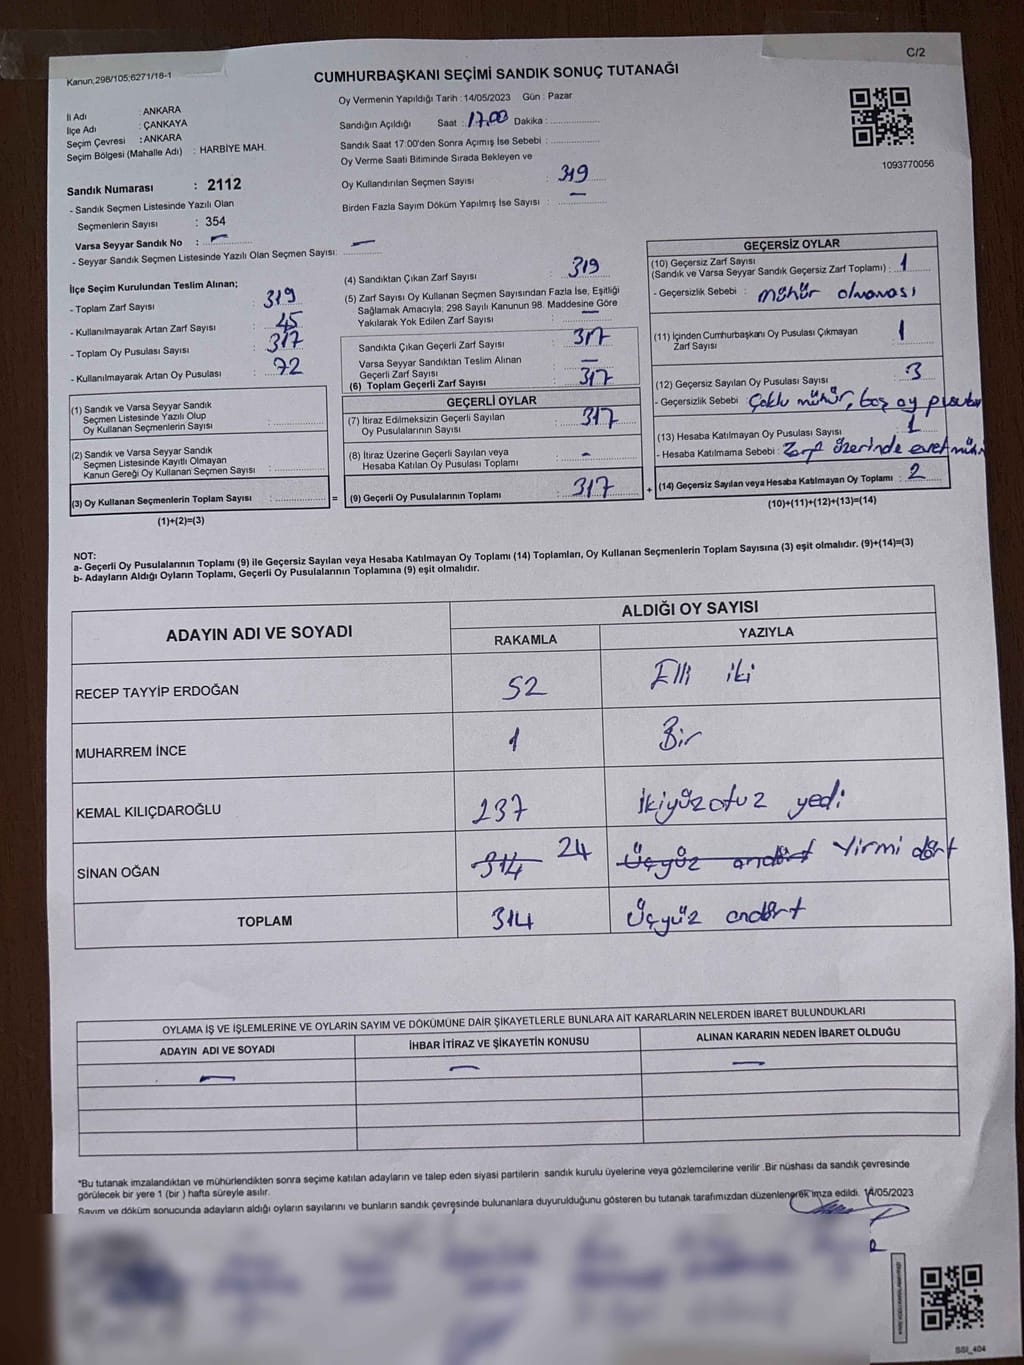 C/2
Kanun,298/105;6271/18-1
CUMHURBAŞKANI SEÇİMİ SANDIK SONUÇ TUTANAĞI
İl Adı : ANKARA
İlçe Adı : ÇANKAYA
Seçim Çevresi : ANKARA
Seçim Bölgesi (Mahalle Adı) : HARBİYE MAH.
Oy Vermenin Yapıldığı Tarih : 14/05/2023 Gün : Pazar
Sandığın Açıldığı Saat : 17.00 Dakika :
Sandık Saat 17:00'den Sonra Açımış İse Sebebi :
Oy Verme Saati Bitiminde Sırada Bekleyen ve
Oy Kullandırılan Seçmen Sayısı : 319
Birden Fazla Sayım Döküm Yapılmış İse Sayısı : —
1093770056
Sandık Numarası : 2112
- Sandık Seçmen Listesinde Yazılı Olan
Seçmenlerin Sayısı : 354
Varsa Seyyar Sandık No : —
- Seyyar Sandık Seçmen Listesinde Yazılı Olan Seçmen Sayısı: —
İlçe Seçim Kurulundan Teslim Alınan;
- Toplam Zarf Sayısı : 319
- Kullanılmayarak Artan Zarf Sayısı : 45
- Toplam Oy Pusulası Sayısı : 317
- Kullanılmayarak Artan Oy Pusulası : 72
(1) Sandık ve Varsa Seyyar Sandık
Seçmen Listesinde Yazılı Olup
Oy Kullanan Seçmenlerin Sayısı :
(2) Sandık ve Varsa Seyyar Sandık
Seçmen Listesinde Kayıtlı Olmayan
Kanun Gereği Oy Kullanan Seçmen Sayısı :
(3) Oy Kullanan Seçmenlerin Toplam Sayısı :
(1)+(2)=(3)
=
(4) Sandıktan Çıkan Zarf Sayısı : 319
(5) Zarf Sayısı Oy Kullanan Seçmen Sayısından Fazla İse, Eşitliği
Sağlamak Amacıyla; 298 Sayılı Kanunun 98. Maddesine Göre
Yakılarak Yok Edilen Zarf Sayısı : —
Sandıkta Çıkan Geçerli Zarf Sayısı : 317
Varsa Seyyar Sandıktan Teslim Alınan
Geçerli Zarf Sayısı : —
(6) Toplam Geçerli Zarf Sayısı : 317
GEÇERLİ OYLAR
(7) İtiraz Edilmeksizin Geçerli Sayılan
Oy Pusulalarının Sayısı : 317
(8) İtiraz Üzerine Geçerli Sayılan veya
Hesaba Katılan Oy Pusulası Toplamı : -
(9) Geçerli Oy Pusulalarının Toplamı : 317
+
GEÇERSİZ OYLAR
(10) Geçersiz Zarf Sayısı
(Sandık ve Varsa Seyyar Sandık Geçersiz Zarf Toplamı) : 1
- Geçersizlik Sebebi : mühür olmaması
(11) İçinden Cumhurbaşkanı Oy Pusulası Çıkmayan
Zarf Sayısı : 1
(12) Geçersiz Sayılan Oy Pusulası Sayısı : 3
- Geçersizlik Sebebi : Çoklu mühür, boş oy pusulası
(13) Hesaba Katılmayan Oy Pusulası Sayısı : 1
- Hesaba Katılmama Sebebi : Zarf üzerinde evet mührü
(14) Geçersiz Sayılan veya Hesaba Katılmayan Oy Toplamı : 2
(10)+(11)+(12)+(13)=(14)
NOT:
a- Geçerli Oy Pusulalarının Toplamı (9) ile Geçersiz Sayılan veya Hesaba Katılmayan Oy Toplamı (14) Toplamları, Oy Kullanan Seçmenlerin Toplam Sayısına (3) eşit olmalıdır. (9)+(14)=(3)
b- Adayların Aldığı Oyların Toplamı, Geçerli Oy Pusulalarının Toplamına (9) eşit olmalıdır.
ADAYIN ADI VE SOYADI
ALDIĞI OY SAYISI
RAKAMLA YAZIYLA
RECEP TAYYİP ERDOĞAN 52 Elli iki
MUHARREM İNCE 1 Bir
KEMAL KILIÇDAROĞLU 237 İkiyüzotuz yedi
SİNAN OĞAN 314 24 Üçyüz ondört Yirmi dört
TOPLAM 314 Üçyüz ondört
OYLAMA İŞ VE İŞLEMLERİNE VE OYLARIN SAYIM VE DÖKÜMÜNE DAİR ŞİKAYETLERLE BUNLARA AİT KARARLARIN NELERDEN İBARET BULUNDUKLARI
ADAYIN ADI VE SOYADI İHBAR İTİRAZ VE ŞİKAYETİN KONUSU ALINAN KARARIN NEDEN İBARET OLDUĞU
— — —
*Bu tutanak imzalandıktan ve mühürlendikten sonra seçime katılan adayların ve talep eden siyasi partilerin sandık kurulu üyelerine veya gözlemcilerine verilir .Bir nüshası da sandık çevresinde
görülecek bir yere 1 (bir ) hafta süreyle asılır.
Sayım ve döküm sonucunda adayların aldığı oyların sayılarını ve bunların sandık çevresinde bulunanlara duyurulduğunu gösteren bu tutanak tarafımızdan düzenlenerek imza edildi. 14/05/2023
SSI_404